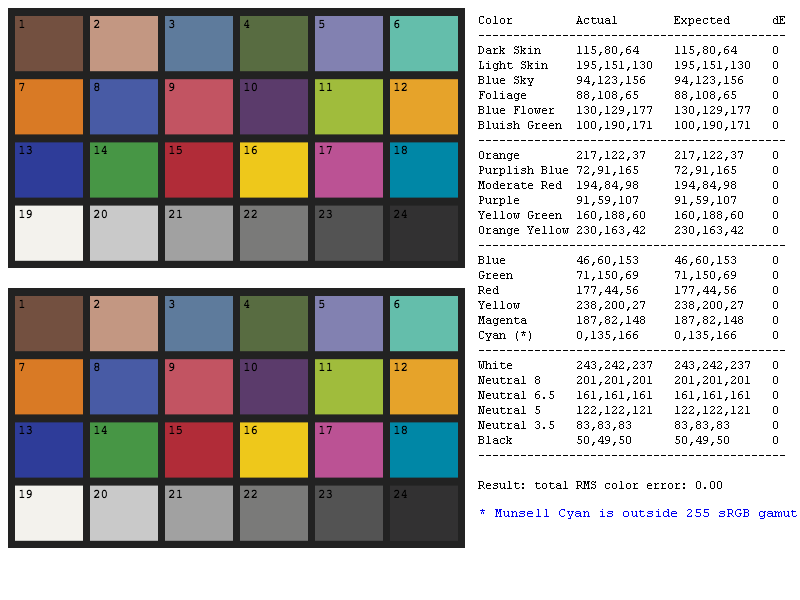 1 2 3 4 5 6
7 8 9 10 11 12
13 14 15 16 17 18
19 20 21 22 23 24
1 2 3 4 5 6
7 8 9 10 11 12
13 14 15 16 17 18
19 20 21 22 23 24
Color Actual Expected dE
Dark Skin 115,80,64 115,80,64 0
Light Skin 195,151,130 195,151,130 0
Blue Sky 94,123,156 94,123,156 0
Foliage 88,108,65 88,108,65 0
Blue Flower 130,129,177 130,129,177 0
Bluish Green 100,190,171 100,190,171 0
Orange 217,122,37 217,122,37 0
Purplish Blue 72,91,165 72,91,165 0
Moderate Red 194,84,98 194,84,98 0
Purple 91,59,107 91,59,107 0
Yellow Green 160,188,60 160,188,60 0
Orange Yellow 230,163,42 230,163,42 0
Blue 46,60,153 46,60,153 0
Green 71,150,69 71,150,69 0
Red 177,44,56 177,44,56 0
Yellow 238,200,27 238,200,27 0
Magenta 187,82,148 187,82,148 0
Cyan (*) 0,135,166 0,135,166 0
White 243,242,237 243,242,237 0
Neutral 8 201,201,201 201,201,201 0
Neutral 6.5 161,161,161 161,161,161 0
Neutral 5 122,122,121 122,122,121 0
Neutral 3.5 83,83,83 83,83,83 0
Black 50,49,50 50,49,50 0
Result: total RMS color error: 0.00
* Munsell Cyan is outside 255 sRGB gamut